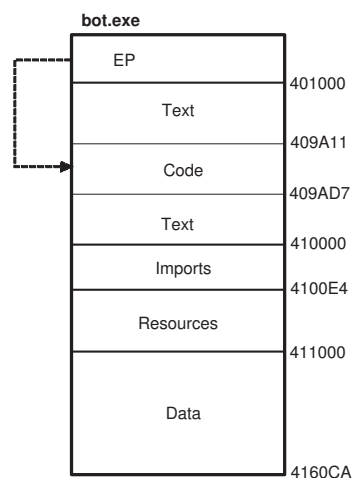 bot.exe
EP
401000
Text
409A11
Code
409AD7
Text
410000
Imports
4100E4
Resources
411000
Data
4160CA